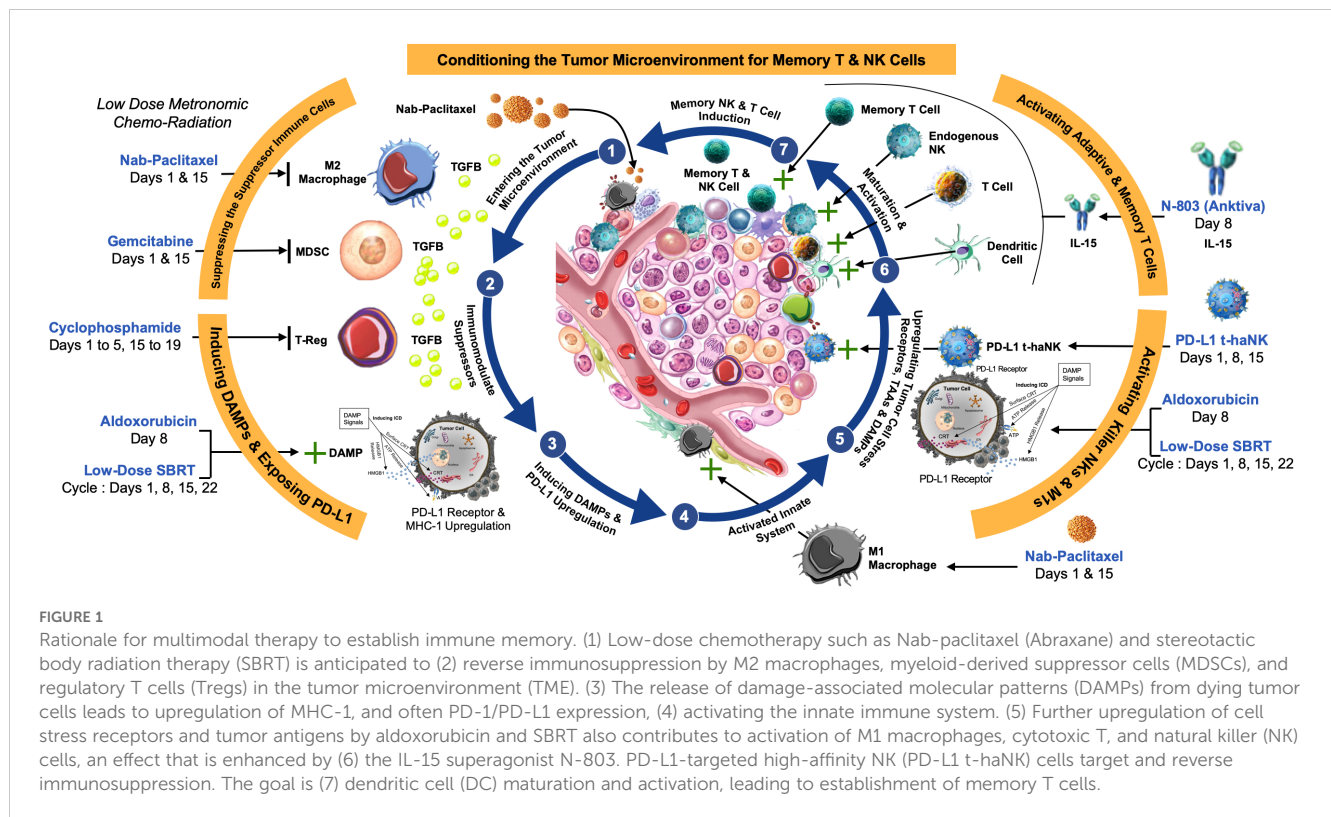 Conditioning the Tumor Microenvironment for Memory T & NK Cells
Low Dose Metronomic
Chemo-Radiation
Suppressing the Suppressor Immune Cells
Nab-Paclitaxel
Days 1 & 15
M2
Macrophage
TGFB
Gemcitabine
Days 1 & 15
MDSC
TGFB
Cyclophosphamide
Days 1 to 5, 15 to 19
T-Reg
TGFB
Inducing DAMPs & Exposing PD-L1
Aldoxorubicin
Day 8
Low-Dose SBRT
Cycle : Days 1, 8, 15, 22
DAMP
DAMP
Signals
Inducing ICD
Surface CRT
ATP Release
HMGB1
Release
Tumor Cell
CRT
ATP
HMGB1
PD-L1 Receptor &
MHC-1 Upregulation
Nab-Paclitaxel
1
Entering the Tumor
Microenvironment
2
Immunomodulate
Suppressors
3
Inducing DAMPs &
PD-L1 Upregulation
4
Activated Innate
System
5
Upregulating Tumor Cell Stress
Receptors, TAAs & DAMPs
6
Maturation &
Activation
7
Memory NK & T Cell
Induction
Memory T
& NK Cell
Memory T Cell
Endogenous
NK
T Cell
Dendritic
Cell
IL-15
Activating Adaptive & Memory T Cells
N-803 (Anktiva)
Day 8
IL-15
PD-L1 t-haNK
PD-L1 t-haNK
Days 1, 8, 15
Activating Killer NKs & M1s
PD-L1 Receptor
DAMP
Signals
Inducing ICD
Surface CRT
ATP Release
HMGB1 Release
Tumor Cell
CRT
ATP
HMGB1
PD-L1 Receptor
Aldoxorubicin
Day 8
Low-Dose SBRT
Cycle : Days 1, 8, 15, 22
M1
Macrophage
Nab-Paclitaxel
Days 1 & 15
FIGURE 1
Rationale for multimodal therapy to establish immune memory. (1) Low-dose chemotherapy such as Nab-paclitaxel (Abraxane) and stereotactic
body radiation therapy (SBRT) is anticipated to (2) reverse immunosuppression by M2 macrophages, myeloid-derived suppressor cells (MDSCs), and
regulatory T cells (Tregs) in the tumor microenvironment (TME). (3) The release of damage-associated molecular patterns (DAMPs) from dying tumor
cells leads to upregulation of MHC-1, and often PD-1/PD-L1 expression, (4) activating the innate immune system. (5) Further upregulation of cell
stress receptors and tumor antigens by aldoxorubicin and SBRT also contributes to activation of M1 macrophages, cytotoxic T, and natural killer (NK)
cells, an effect that is enhanced by (6) the IL-15 superagonist N-803. PD-L1-targeted high-affinity NK (PD-L1 t-haNK) cells target and reverse
immunosuppression. The goal is (7) dendritic cell (DC) maturation and activation, leading to establishment of memory T cells.